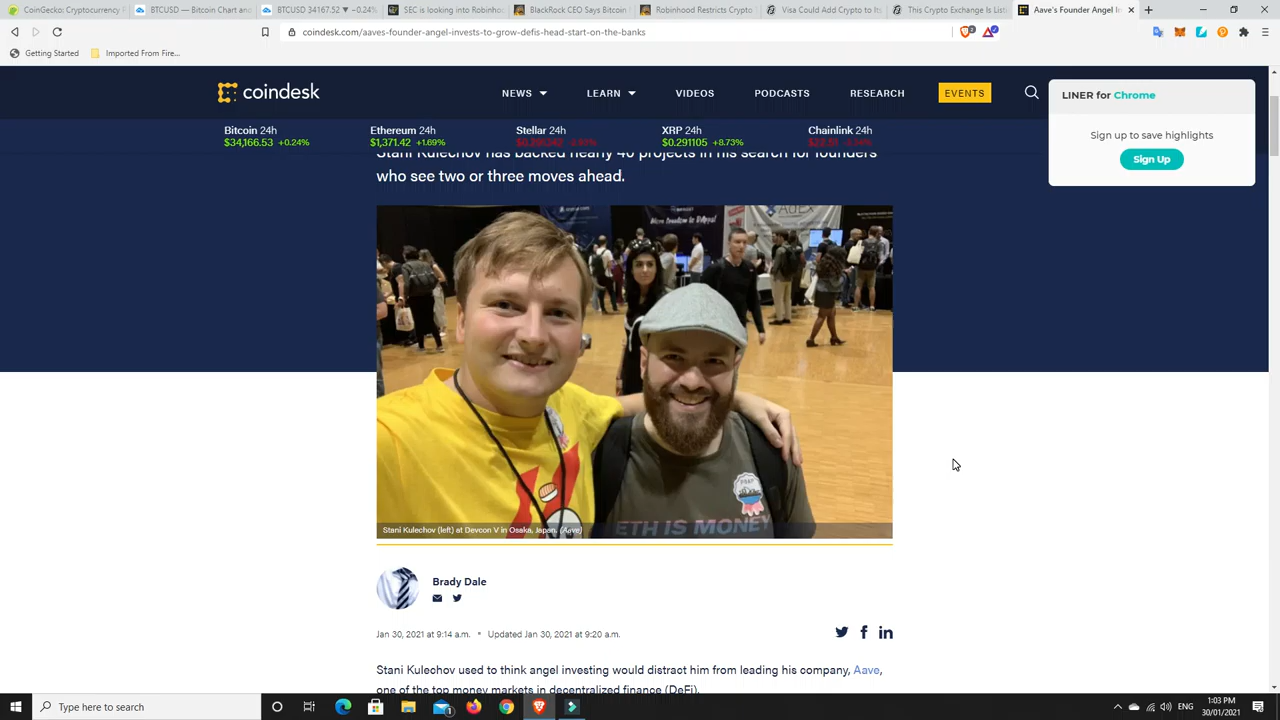 CoinGecko: Cryptocurrency P
BTCUSD — Bitcoin Chart and
BTCUSD 34167.52 ▼ −0.24%
SEC is looking into Robinhoo
BlackRock CEO Says Bitcoin
Robinhood Crypto
Visa Could Add Crypto to Its
This Crypto Exchange Is Listi
Aave's Founder Angel In
coindesk.com/aaves-founder-angel-invests-to-grow-defis-head-start-on-the-banks
Getting Started
Imported From Fire...
coindesk
NEWS
LEARN
VIDEOS
PODCASTS
RESEARCH
EVENTS
LINER for Chrome
Sign up to save highlights
Sign Up
Bitcoin 24h
$34,166.53 +0.24%
Ethereum 24h
$1,371.42 +1.69%
Stellar 24h
XRP 24h
$0.291105 +8.73%
Chainlink 24h
Stani Kulechov has backed nearly 40 projects in his search for founders
who see two or three moves ahead.
ETH IS MONEY
Stani Kulechov (left) at Devcon V in Osaka, Japan. (Aave)
Brady Dale
Jan 30, 2021 at 9:14 a.m. • Updated Jan 30, 2021 at 9:20 a.m.
Stani Kulechov used to think angel investing would distract him from leading his company, Aave,
one of the top money markets in decentralized finance (DeFi).
Type here to search
ENG
1:03 PM
30/01/2021